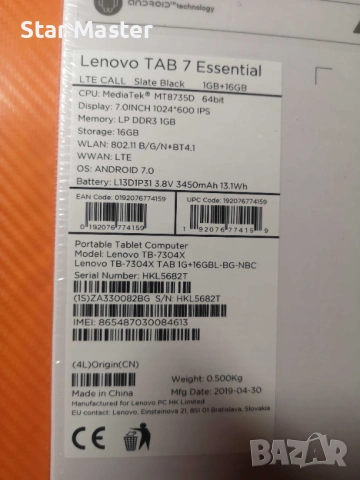 StarMaster
ANDROID™technology
Lenovo TAB 7 Essential
LTE CALL Slate Black 1GB+16GB
CPU: MediaTek® MT8735D 64bit
Display: 7.0INCH 1024*600 IPS
Memory: LP DDR3 1GB
Storage: 16GB
WLAN: 802.11 B/G/N+BT4.1
WWAN: LTE
OS: ANDROID 7.0
Battery: L13D1P31 3.8V 3450mAh 13.1Wh
EAN Code: 0192076774159 UPC Code: 192076774159
0 192076 774159 1 92076 77415 9
Portable Tablet Computer
Model: Lenovo TB-7304X
Lenovo TB-7304X TAB 1G+16GBL-BG-NBC
Serial Number: HKL5682T
(1S)ZA330082BG S/N: HKL5682T
IMEI: 865487030084613
(4L)Origin(CN)
Weight: 0.500Kg
Made in China Mfg Date: 2019-04-30
Manufactured for Lenovo PC HK Limited
EU contact: Lenovo, Einsteinova 21, 851 01 Bratislava, Slovakia
CE
BAZAR